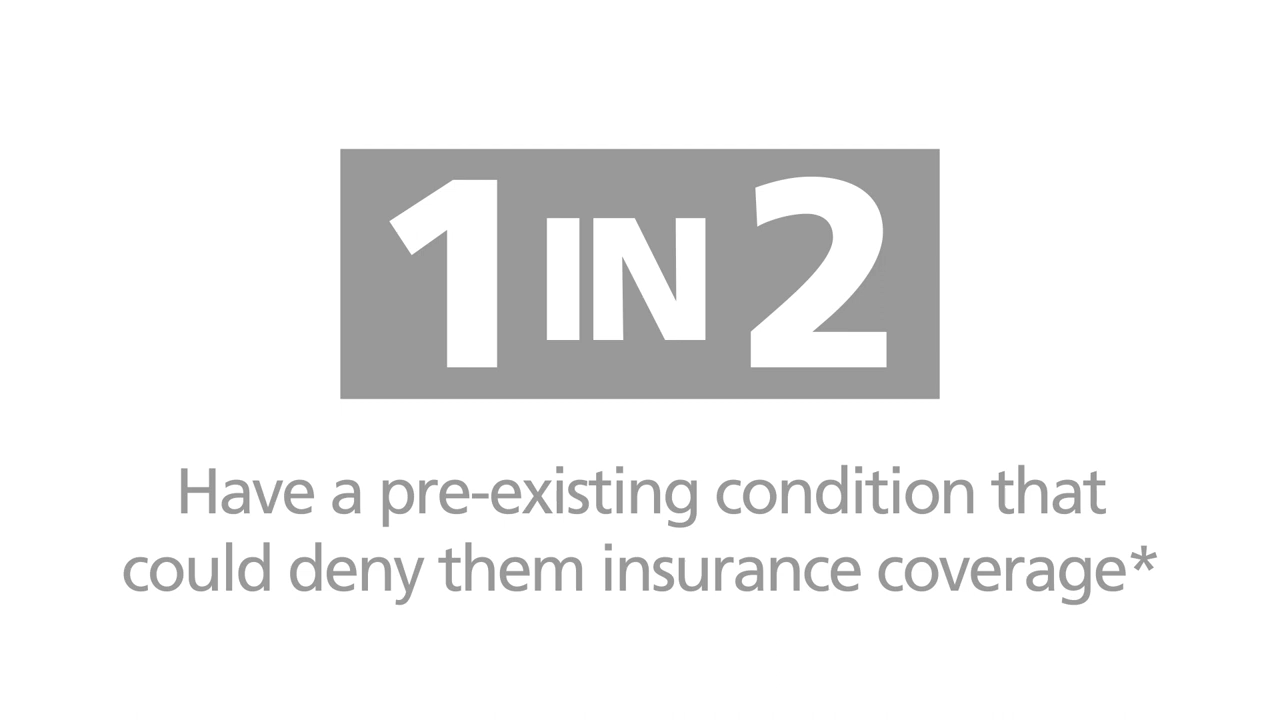 1 IN 2
Have a pre-existing condition that
could deny them insurance coverage*